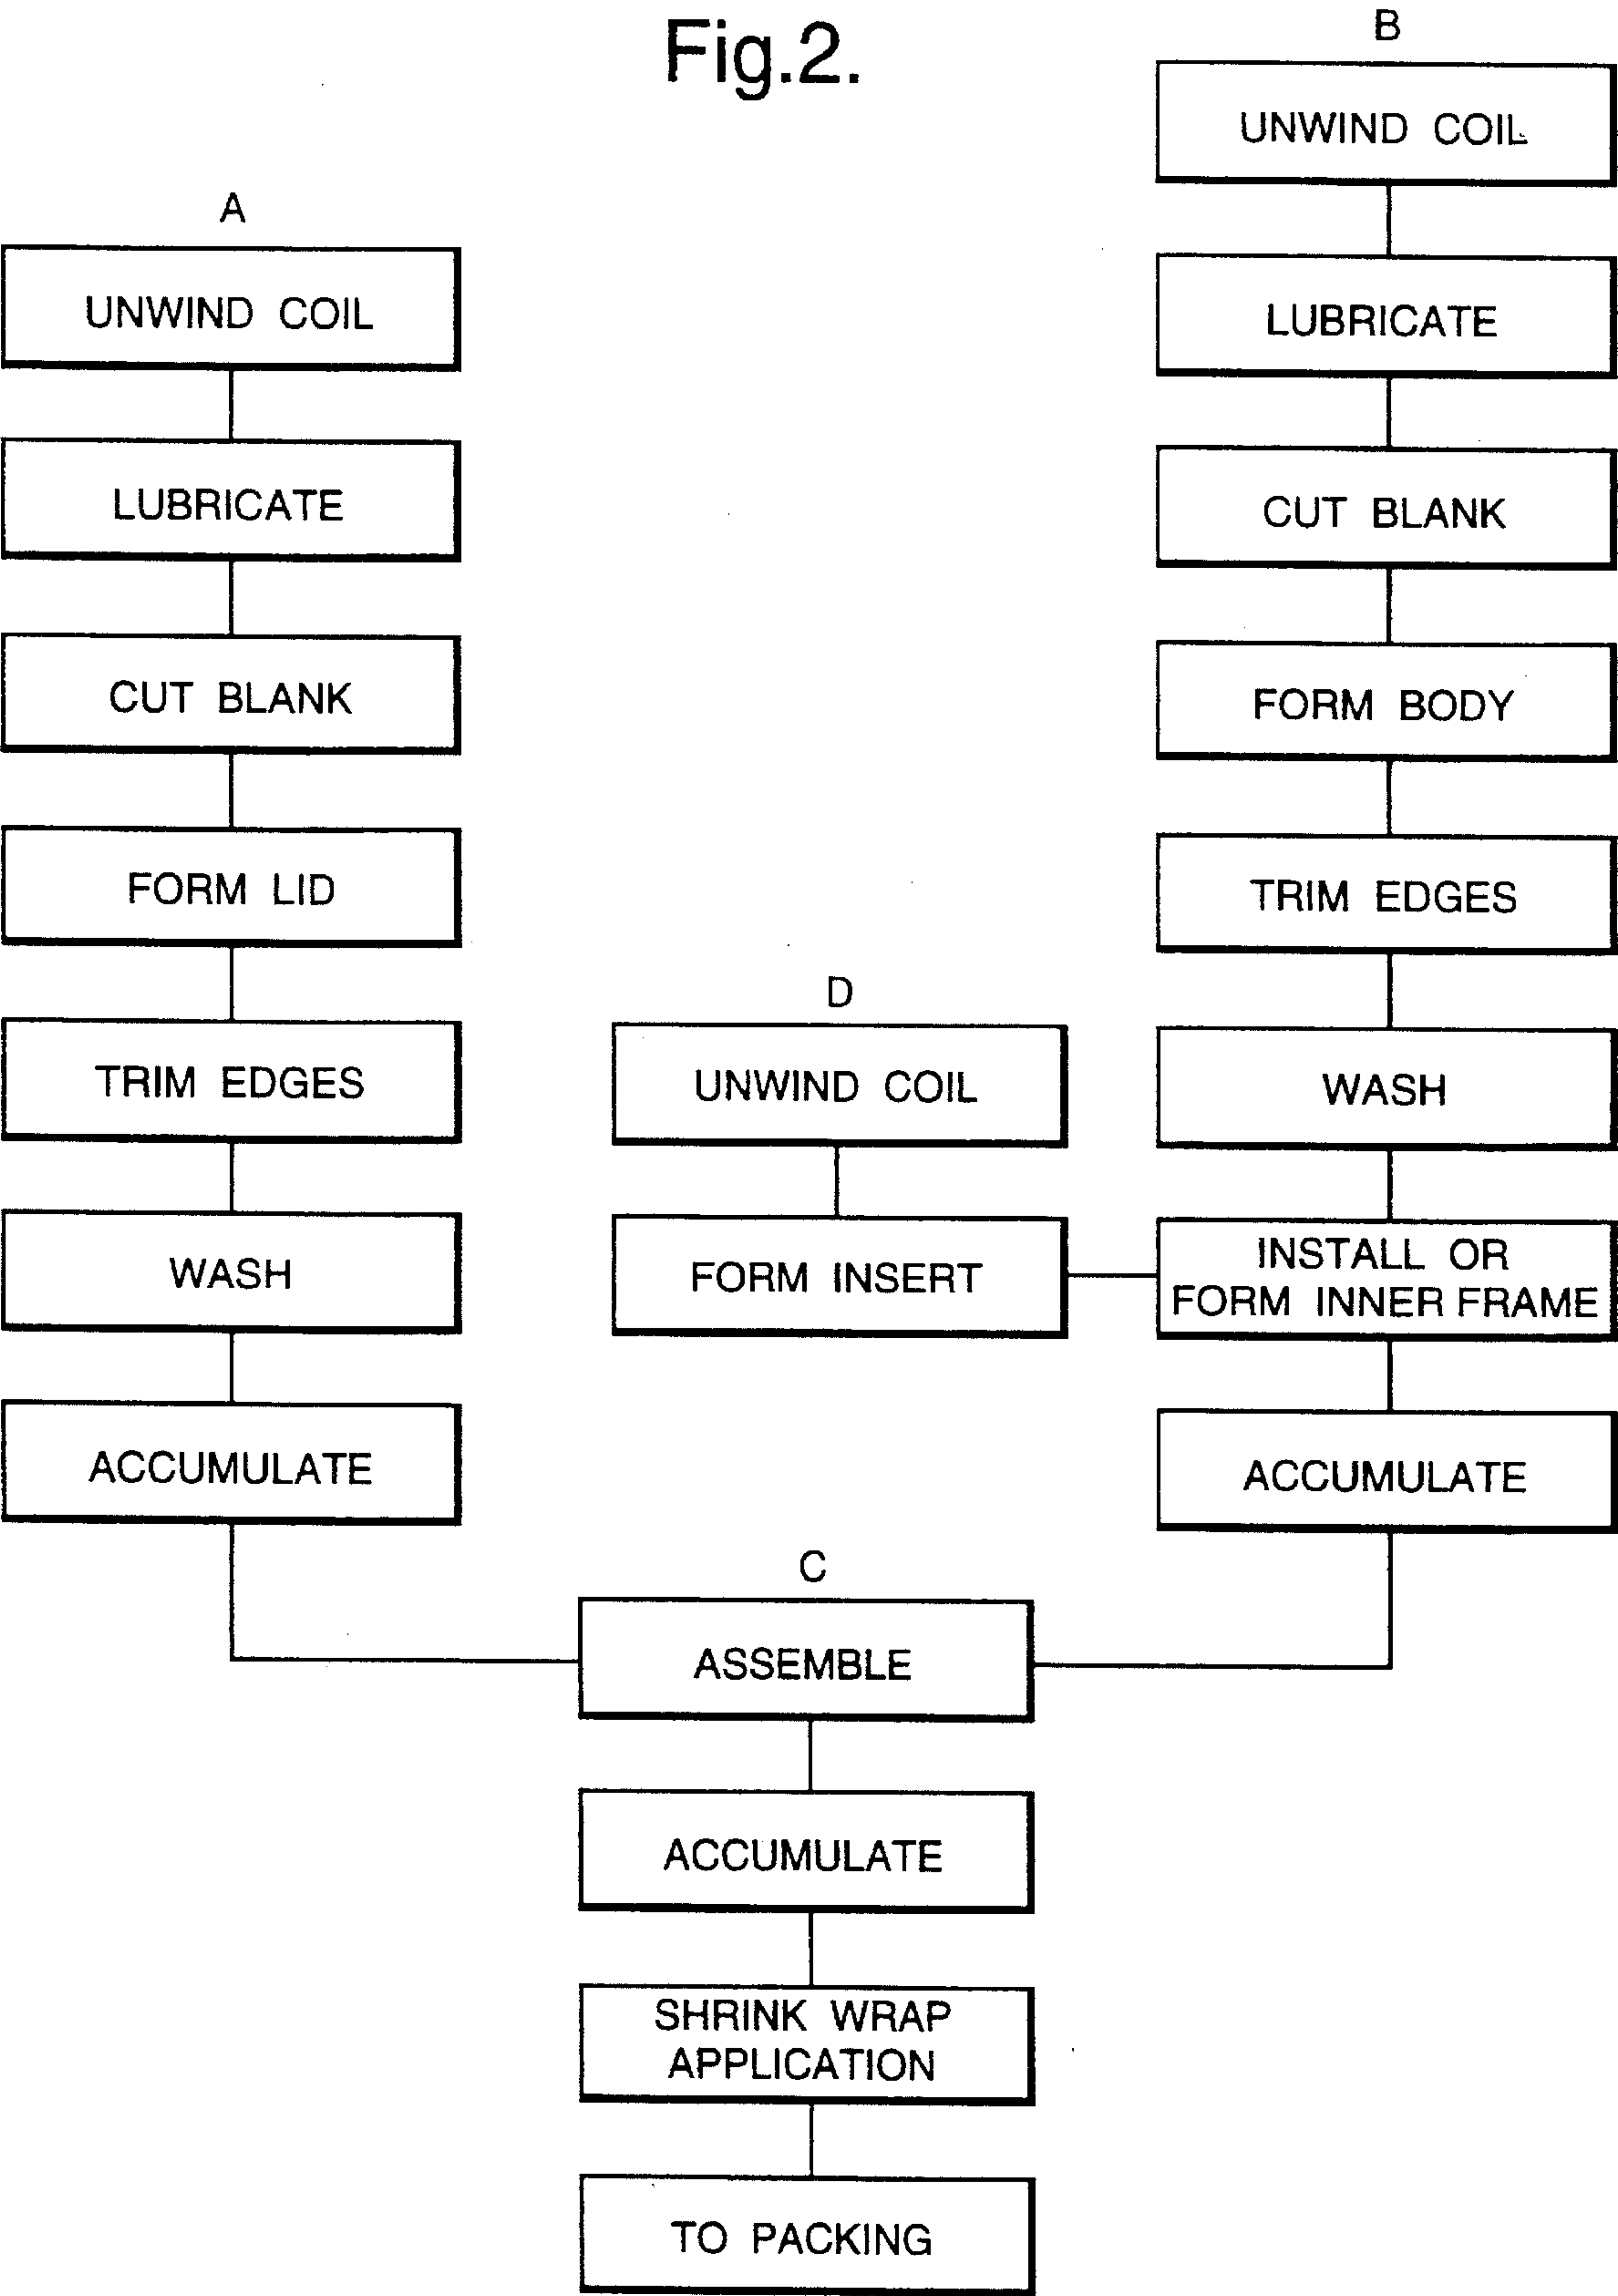 Fig.2.
A
UNWIND COIL
LUBRICATE
CUT BLANK
FORM LID
TRIM EDGES
WASH
ACCUMULATE
B
UNWIND COIL
LUBRICATE
CUT BLANK
FORM BODY
TRIM EDGES
WASH
INSTALL OR
FORM INNER FRAME
ACCUMULATE
D
UNWIND COIL
FORM INSERT
C
ASSEMBLE
ACCUMULATE
SHRINK WRAP
APPLICATION
TO PACKING